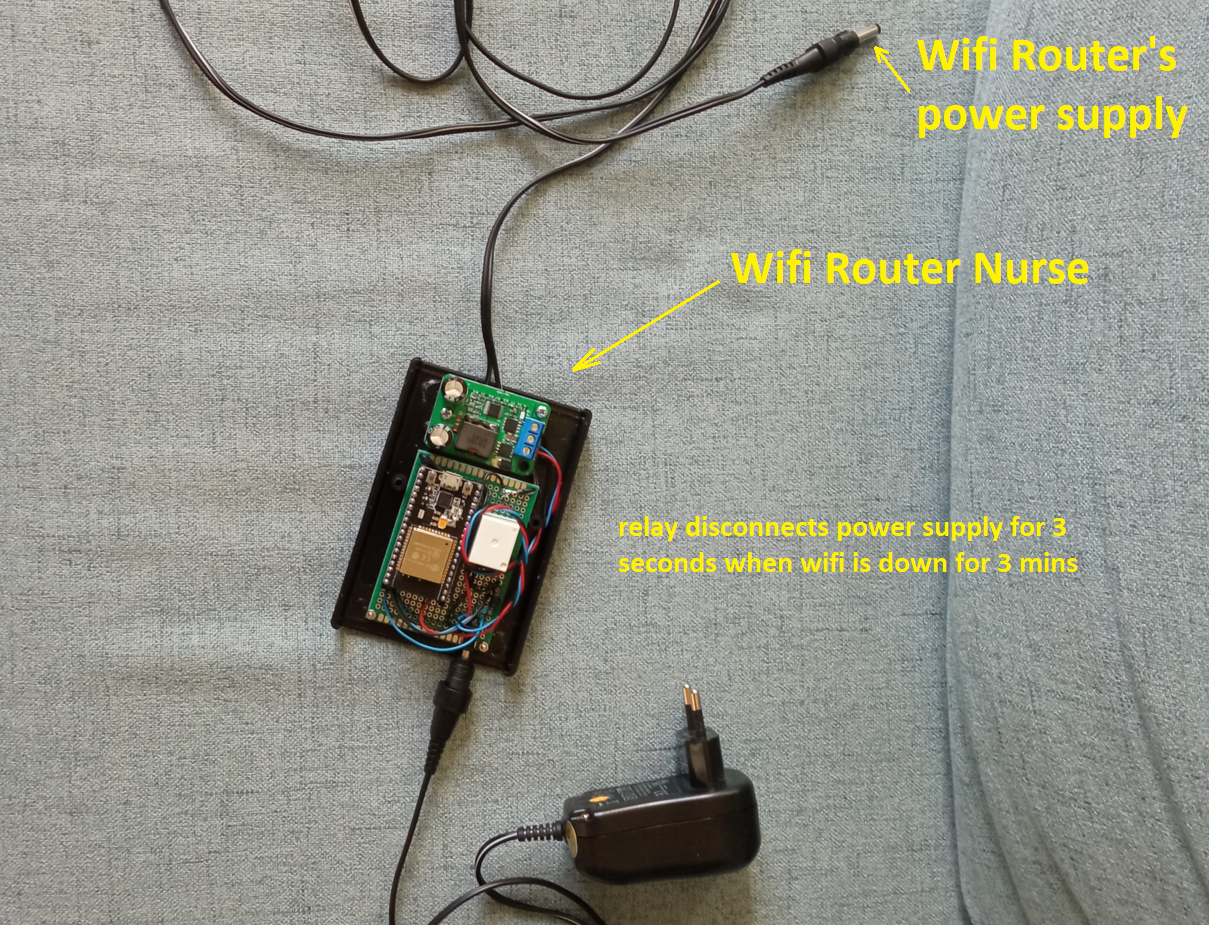 Wifi Router's
power supply
Wifi Router Nurse
relay disconnects power supply for 3
seconds when wifi is down for 3 mins